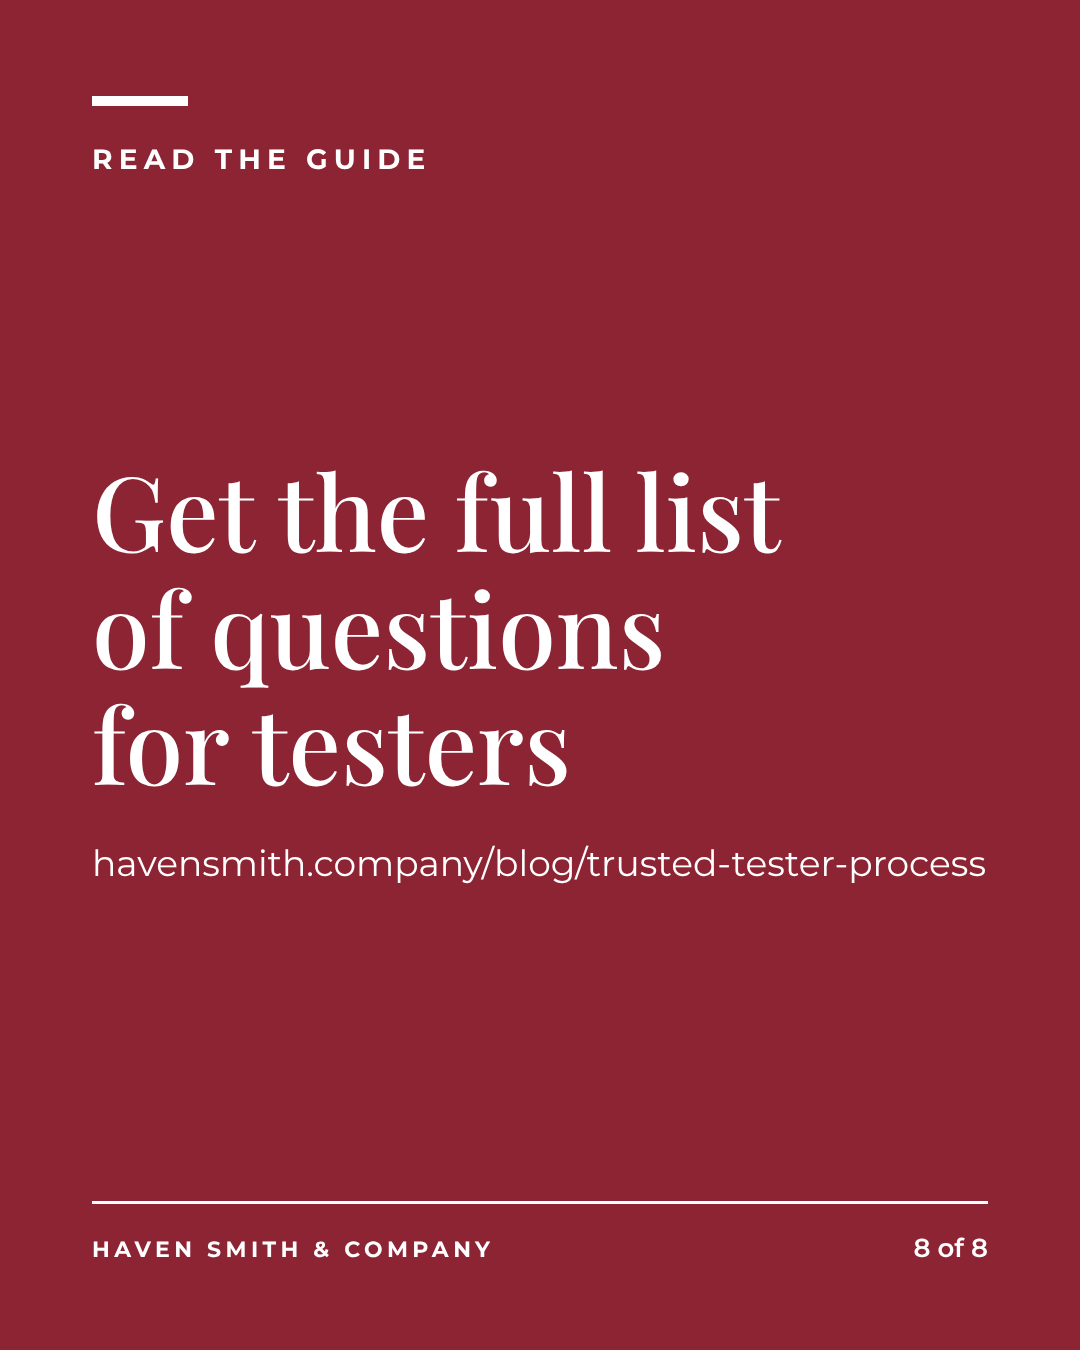 READ THE GUIDE
Get the full list
of questions
for testers
havensmith.company/blog/trusted-tester-process
HAVEN SMITH & COMPANY
8 of 8